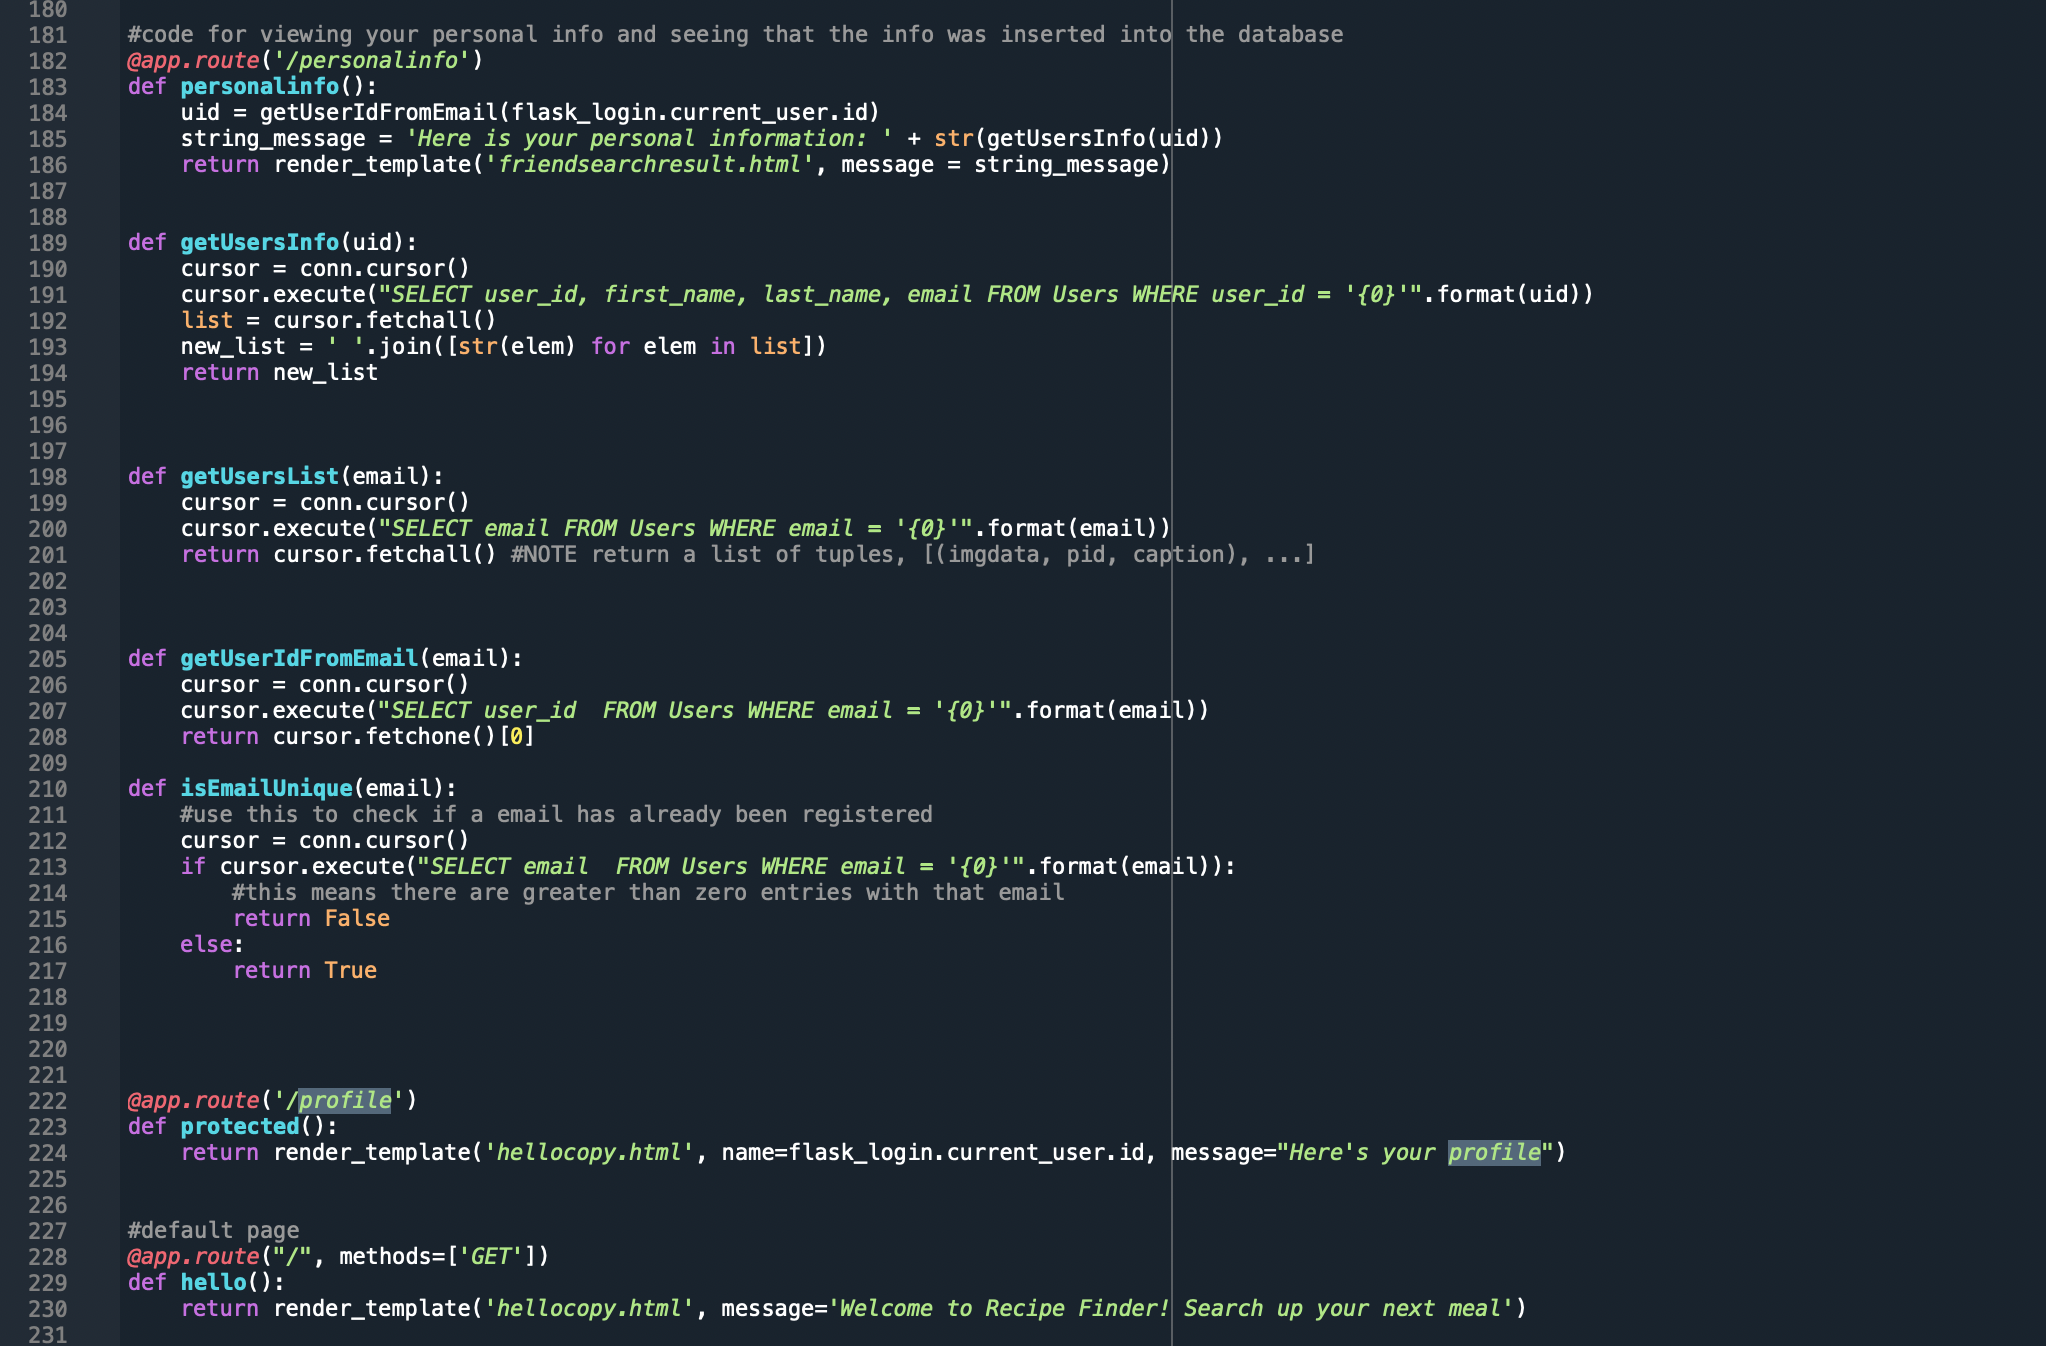 180
181 #code for viewing your personal info and seeing that the info was inserted into the database
182 @app.route('/personalinfo')
183 def personalinfo():
184     uid = getUserIdFromEmail(flask_login.current_user.id)
185     string_message = 'Here is your personal information: ' + str(getUsersInfo(uid))
186     return render_template('friendsearchresult.html', message = string_message)
187
188
189 def getUsersInfo(uid):
190     cursor = conn.cursor()
191     cursor.execute("SELECT user_id, first_name, last_name, email FROM Users WHERE user_id = '{0}'".format(uid))
192     list = cursor.fetchall()
193     new_list = ' '.join([str(elem) for elem in list])
194     return new_list
195
196
197
198 def getUsersList(email):
199     cursor = conn.cursor()
200     cursor.execute("SELECT email FROM Users WHERE email = '{0}'".format(email))
201     return cursor.fetchall() #NOTE return a list of tuples, [(imgdata, pid, caption), ...]
202
203
204
205 def getUserIdFromEmail(email):
206     cursor = conn.cursor()
207     cursor.execute("SELECT user_id  FROM Users WHERE email = '{0}'".format(email))
208     return cursor.fetchone()[0]
209
210 def isEmailUnique(email):
211     #use this to check if a email has already been registered
212     cursor = conn.cursor()
213     if cursor.execute("SELECT email  FROM Users WHERE email = '{0}'".format(email)):
214         #this means there are greater than zero entries with that email
215         return False
216     else:
217         return True
218
219
220
221
222 @app.route('/profile')
223 def protected():
224     return render_template('hellocopy.html', name=flask_login.current_user.id, message="Here's your profile")
225
226
227 #default page
228 @app.route("/", methods=['GET'])
229 def hello():
230     return render_template('hellocopy.html', message='Welcome to Recipe Finder! Search up your next meal')
231